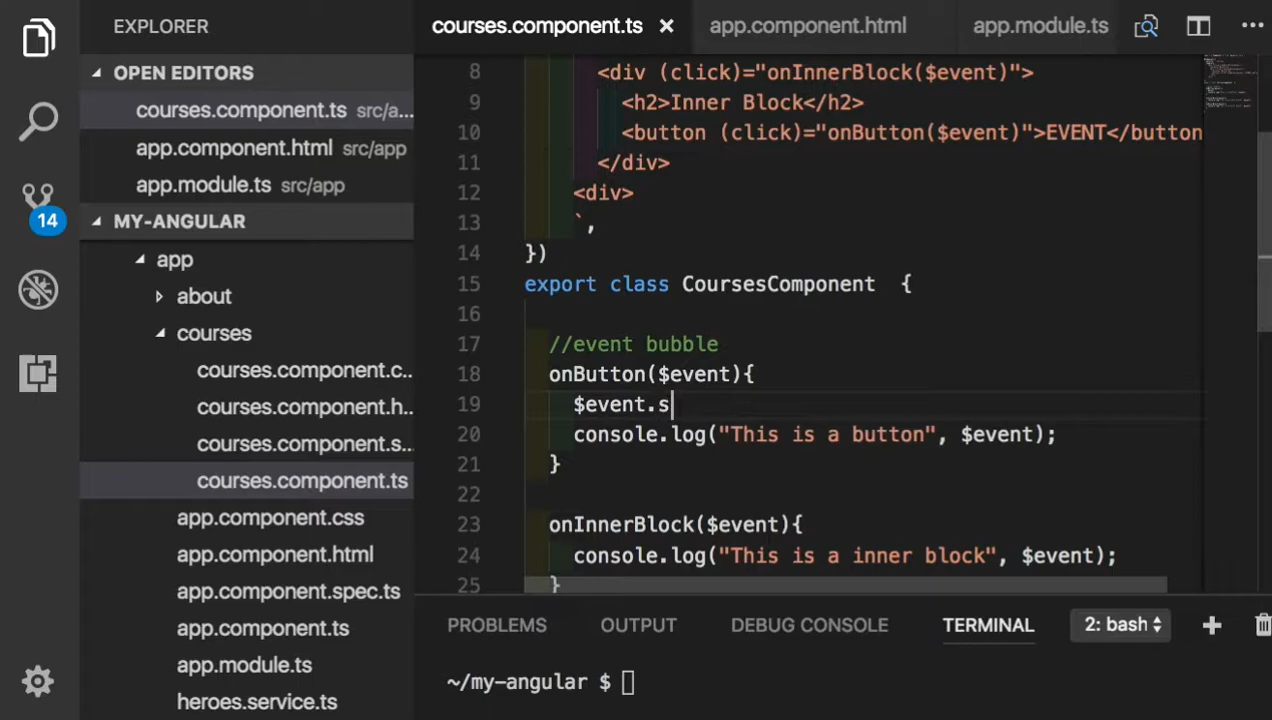 EXPLORER
OPEN EDITORS
courses.component.ts src/a...
app.component.html src/app
app.module.ts src/app
14
MY-ANGULAR
app
about
courses
courses.component.c...
courses.component.h...
courses.component.s...
courses.component.ts
app.component.css
app.component.html
app.component.spec.ts
app.component.ts
app.module.ts
heroes.service.ts
courses.component.ts × app.component.html app.module.ts ...
8 <div (click)="onInnerBlock($event)">
9 <h2>Inner Block</h2>
10 <button (click)="onButton($event)">EVENT</button
11 </div>
12 <div>
13 `,
14 })
15 export class CoursesComponent {
16
17 //event bubble
18 onButton($event){
19 $event.s
20 console.log("This is a button", $event);
21 }
22
23 onInnerBlock($event){
24 console.log("This is a inner block", $event);
25 }
PROBLEMS OUTPUT DEBUG CONSOLE TERMINAL 2: bash
~/my-angular $